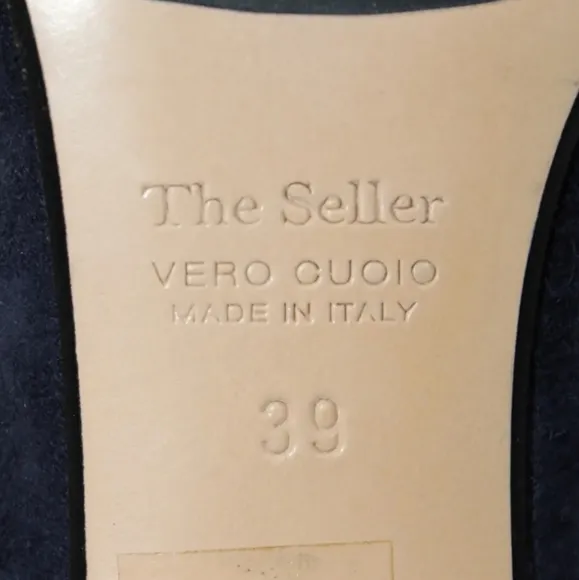 The Seller
VERO CUOIO
MADE IN ITALY
39